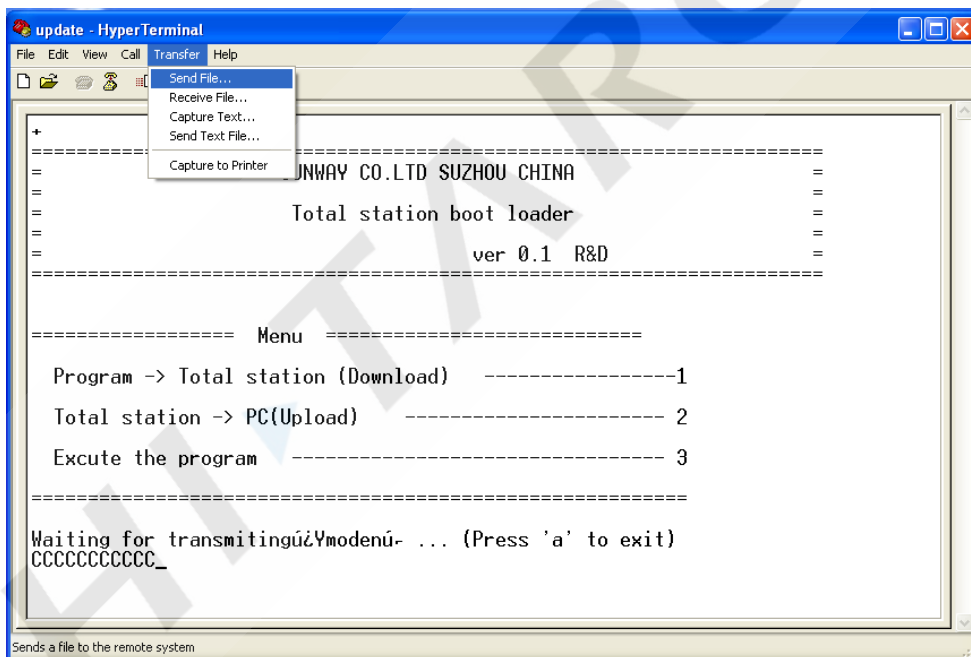 update - HyperTerminal
File Edit View Call Transfer Help
Send File...
Receive File...
Capture Text...
Send Text File...
Capture to Printer
+
=====================================================================
= UNWAY CO.LTD SUZHOU CHINA =
= =
= Total station boot loader =
= =
= ver 0.1 R&D =
=====================================================================
================== Menu ============================
Program -> Total station (Download) -----------------1
Total station -> PC(Upload) ----------------------- 2
Excute the program --------------------------------- 3
==========================================================
Waiting for transmitingú¿Ymodenú- ... (Press 'a' to exit)
CCCCCCCCCCC_
Sends a file to the remote system
HI-TARGET